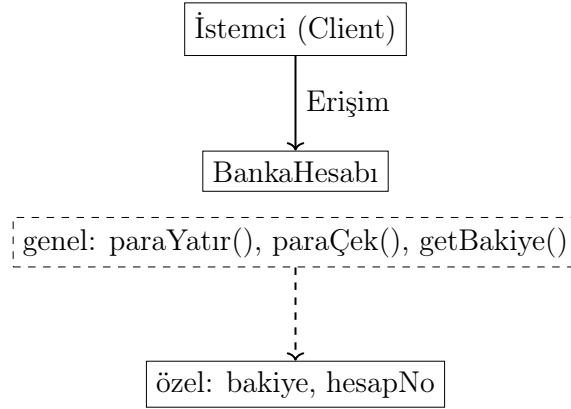 İstemci (Client)
Erişim
BankaHesabı
genel: paraYatır(), paraÇek(), getBakiye()
özel: bakiye, hesapNo